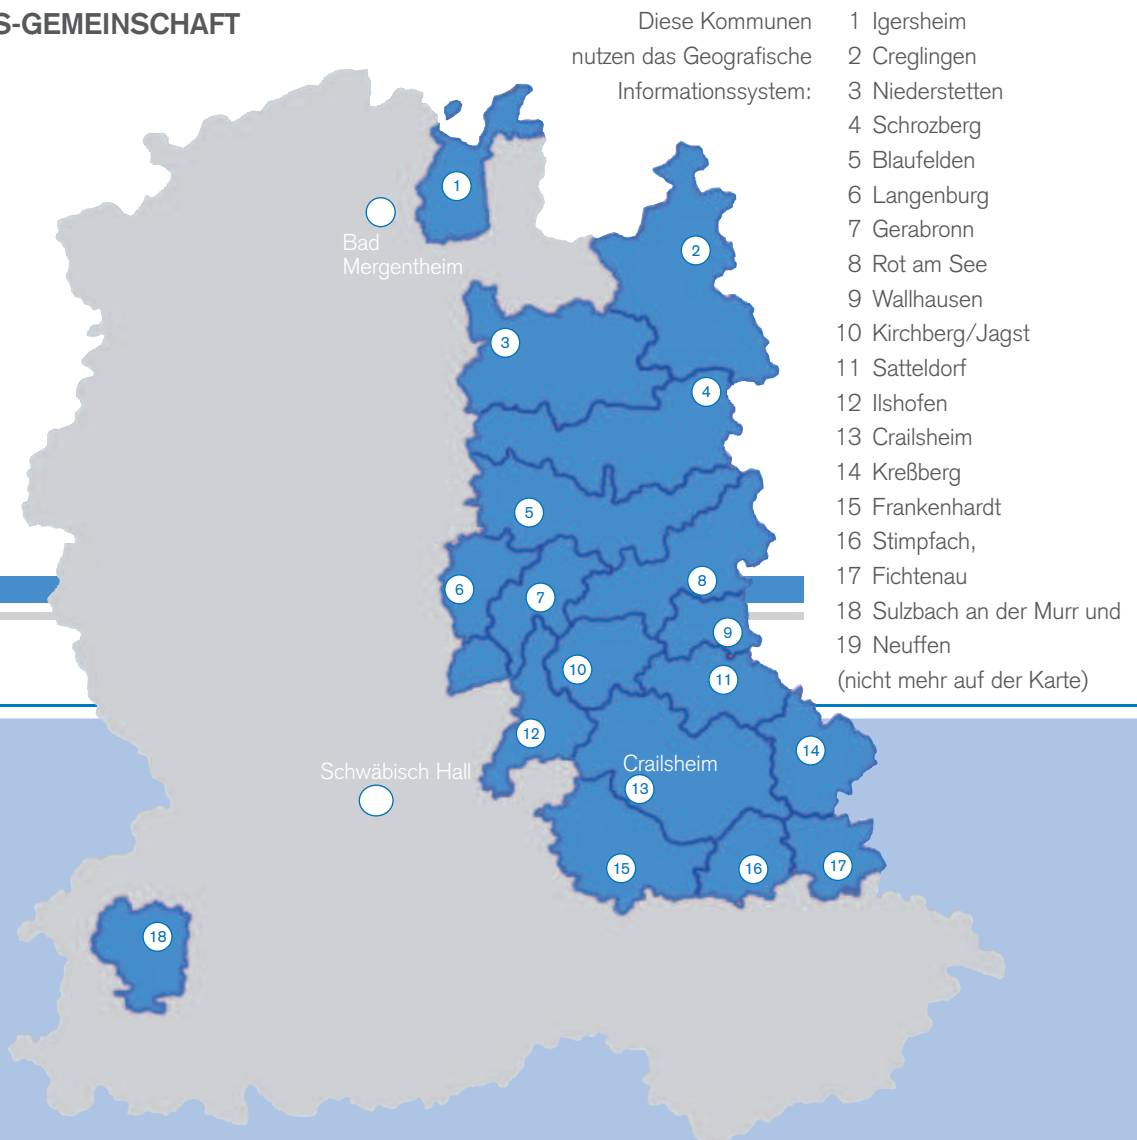 S-GEMEINSCHAFT
Diese Kommunen
nutzen das Geografische
Informationssystem:
1 Igersheim
2 Creglingen
3 Niederstetten
4 Schrozberg
5 Blaufelden
6 Langenburg
7 Gerabronn
8 Rot am See
9 Wallhausen
10 Kirchberg/Jagst
11 Satteldorf
12 Ilshofen
13 Crailsheim
14 Kreßberg
15 Frankenhardt
16 Stimpfach,
17 Fichtenau
18 Sulzbach an der Murr und
19 Neuffen
(nicht mehr auf der Karte)
1
Bad
Mergentheim
2
3
4
5
6
7
8
9
10
11
12
Schwäbisch Hall
Crailsheim
13
14
15
16
17
18